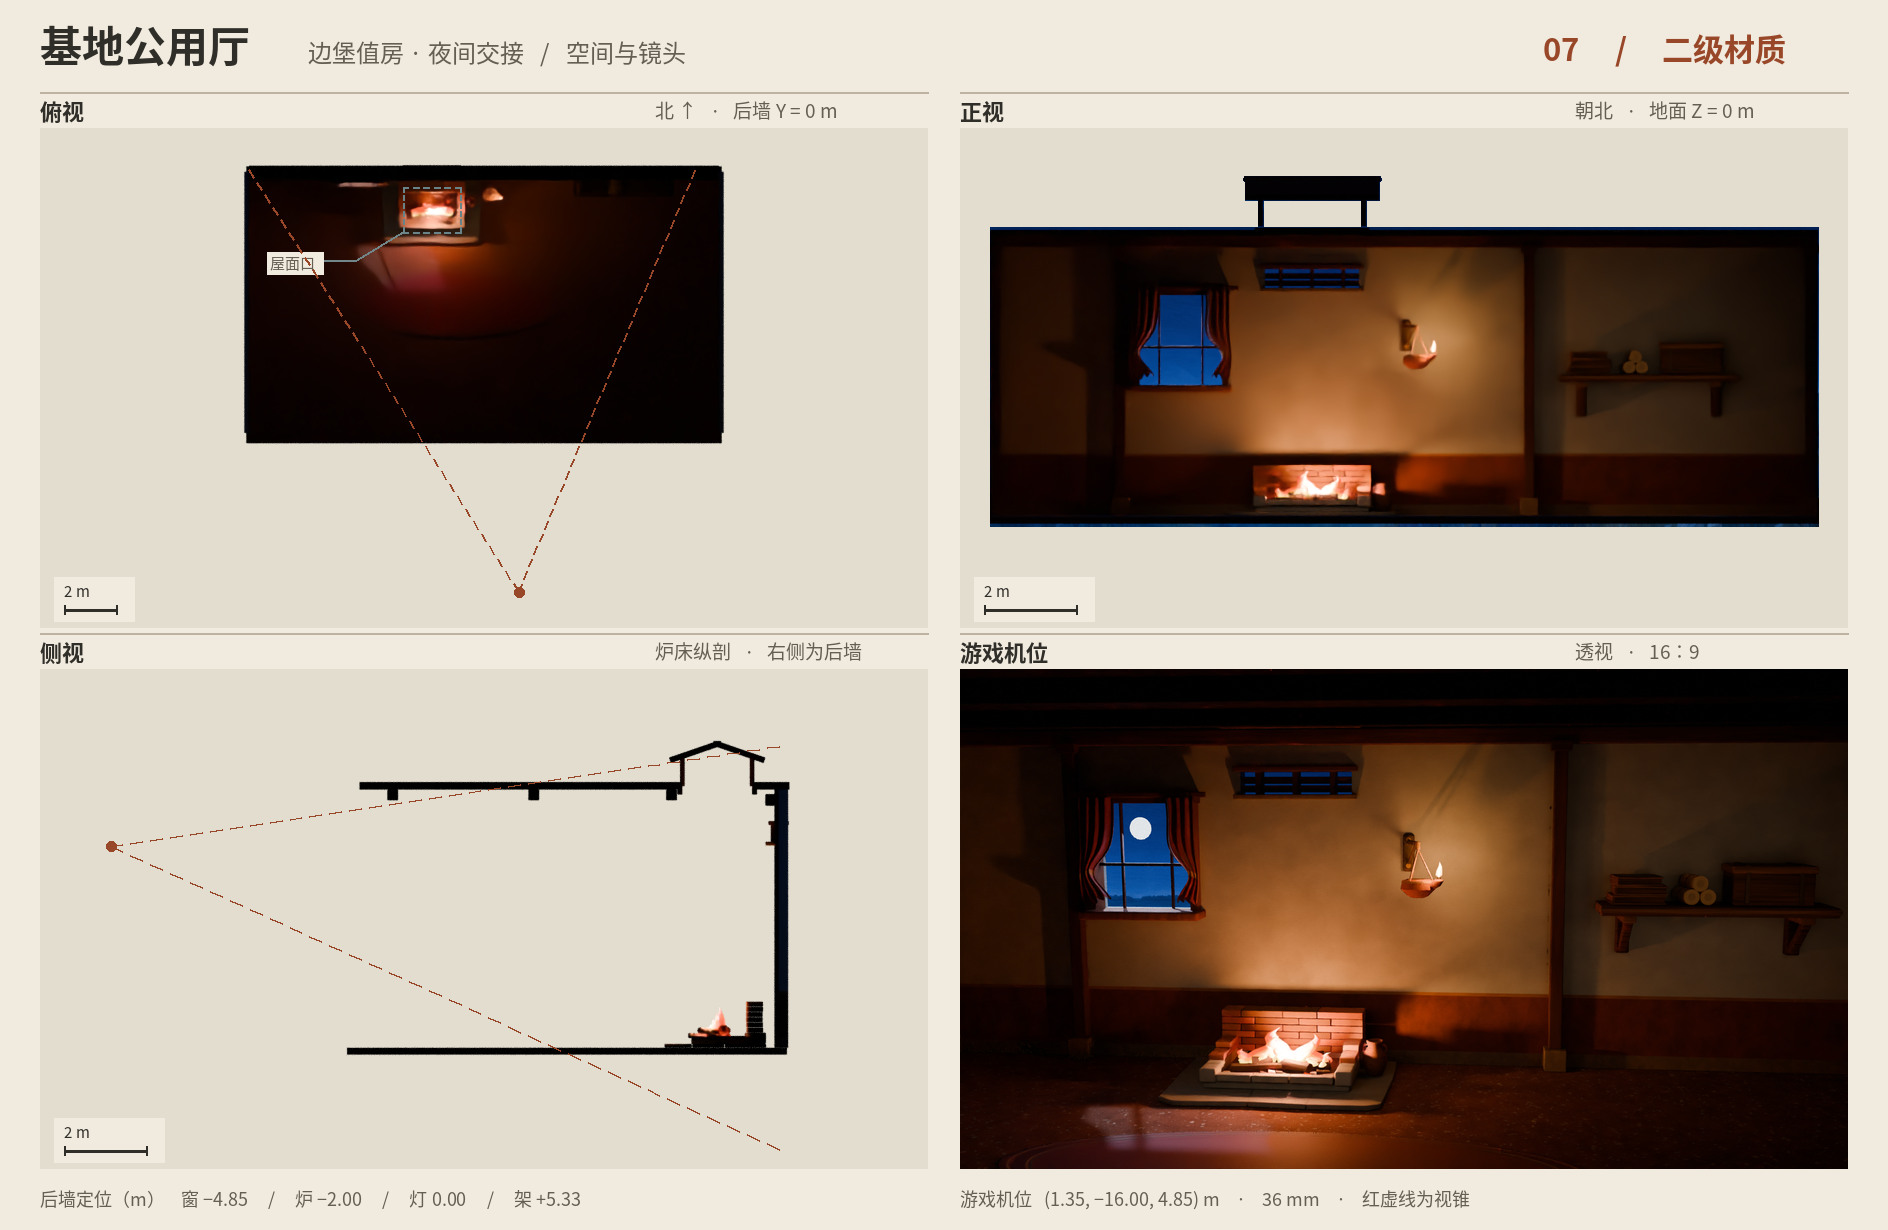 基地公用厅 边堡值房 · 夜间交接 / 空间与镜头 07 / 二级材质
俯视 北 ↑ · 后墙 Y = 0 m
屋面口
2 m
正视 朝北 · 地面 Z = 0 m
2 m
侧视 炉床纵剖 · 右侧为后墙
2 m
游戏机位 透视 · 16：9
后墙定位（m） 窗 −4.85 / 炉 −2.00 / 灯 0.00 / 架 +5.33
游戏机位 (1.35, −16.00, 4.85) m · 36 mm · 红虚线为视锥